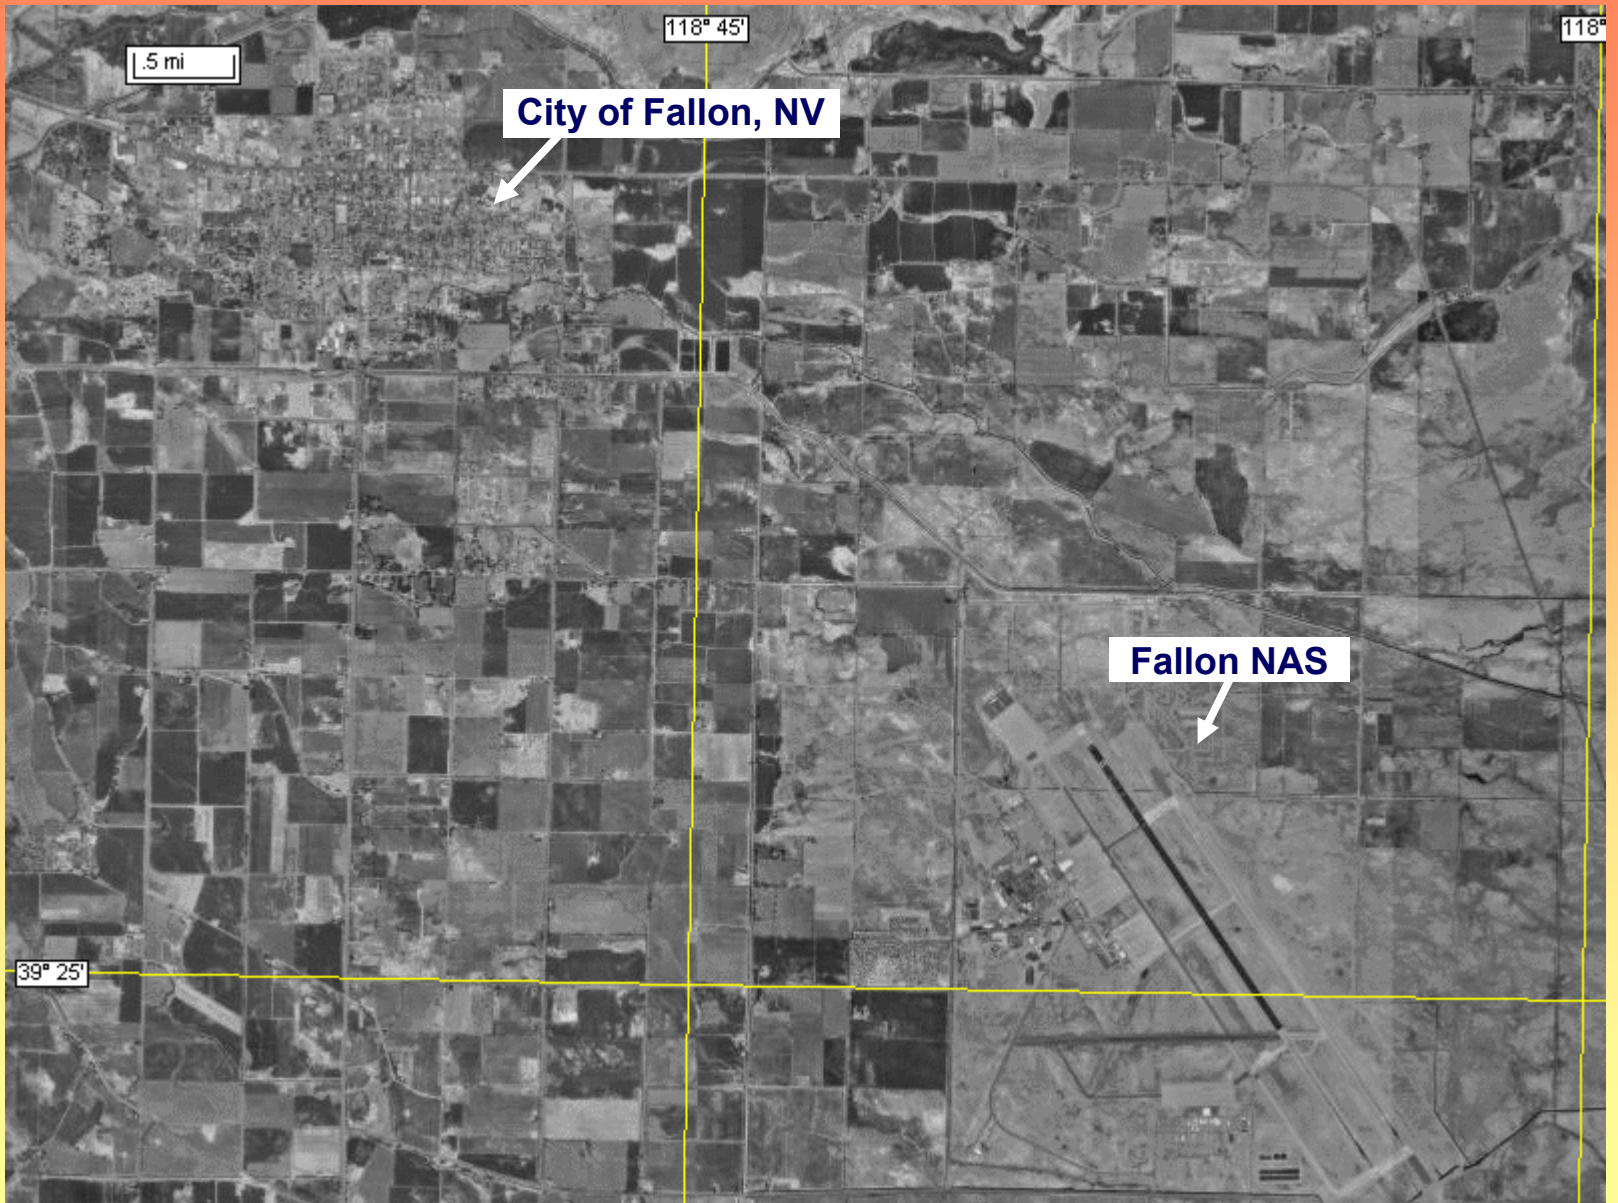 118° 45'
118°
.5 mi
City of Fallon, NV
Fallon NAS
39° 25'